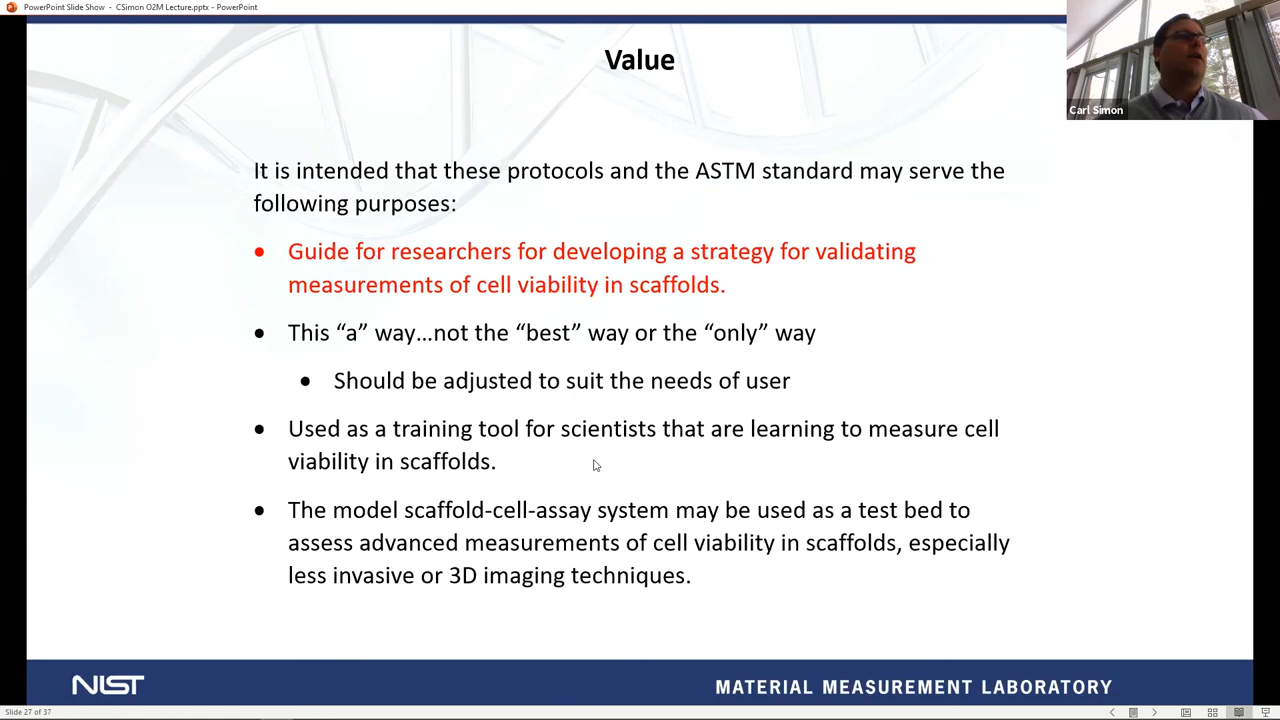 PowerPoint Slide Show - CSimon O2M Lecture.pptx - PowerPoint
Value
Carl Simon
It is intended that these protocols and the ASTM standard may serve the
following purposes:
• Guide for researchers for developing a strategy for validating
measurements of cell viability in scaffolds.
• This “a” way…not the “best” way or the “only” way
• Should be adjusted to suit the needs of user
• Used as a training tool for scientists that are learning to measure cell
viability in scaffolds.
• The model scaffold-cell-assay system may be used as a test bed to
assess advanced measurements of cell viability in scaffolds, especially
less invasive or 3D imaging techniques.
NIST
MATERIAL MEASUREMENT LABORATORY
Slide 27 of 37